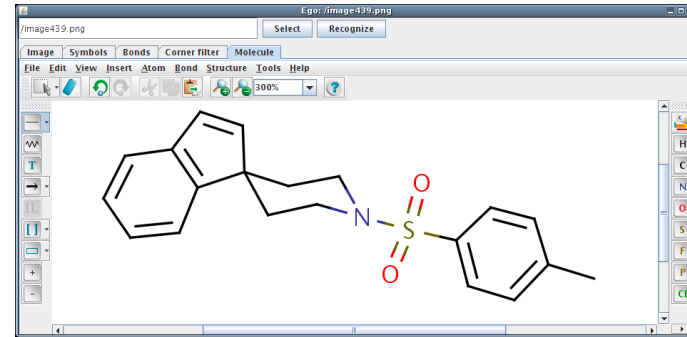 Ego: /image439.png
/image439.png Select Recognize
Image Symbols Bonds Corner filter Molecule
File Edit View Insert Atom Bond Structure Tools Help
300%
H
T C
N
O
[ ] S
F
+ P
- Cl
O
N S
O